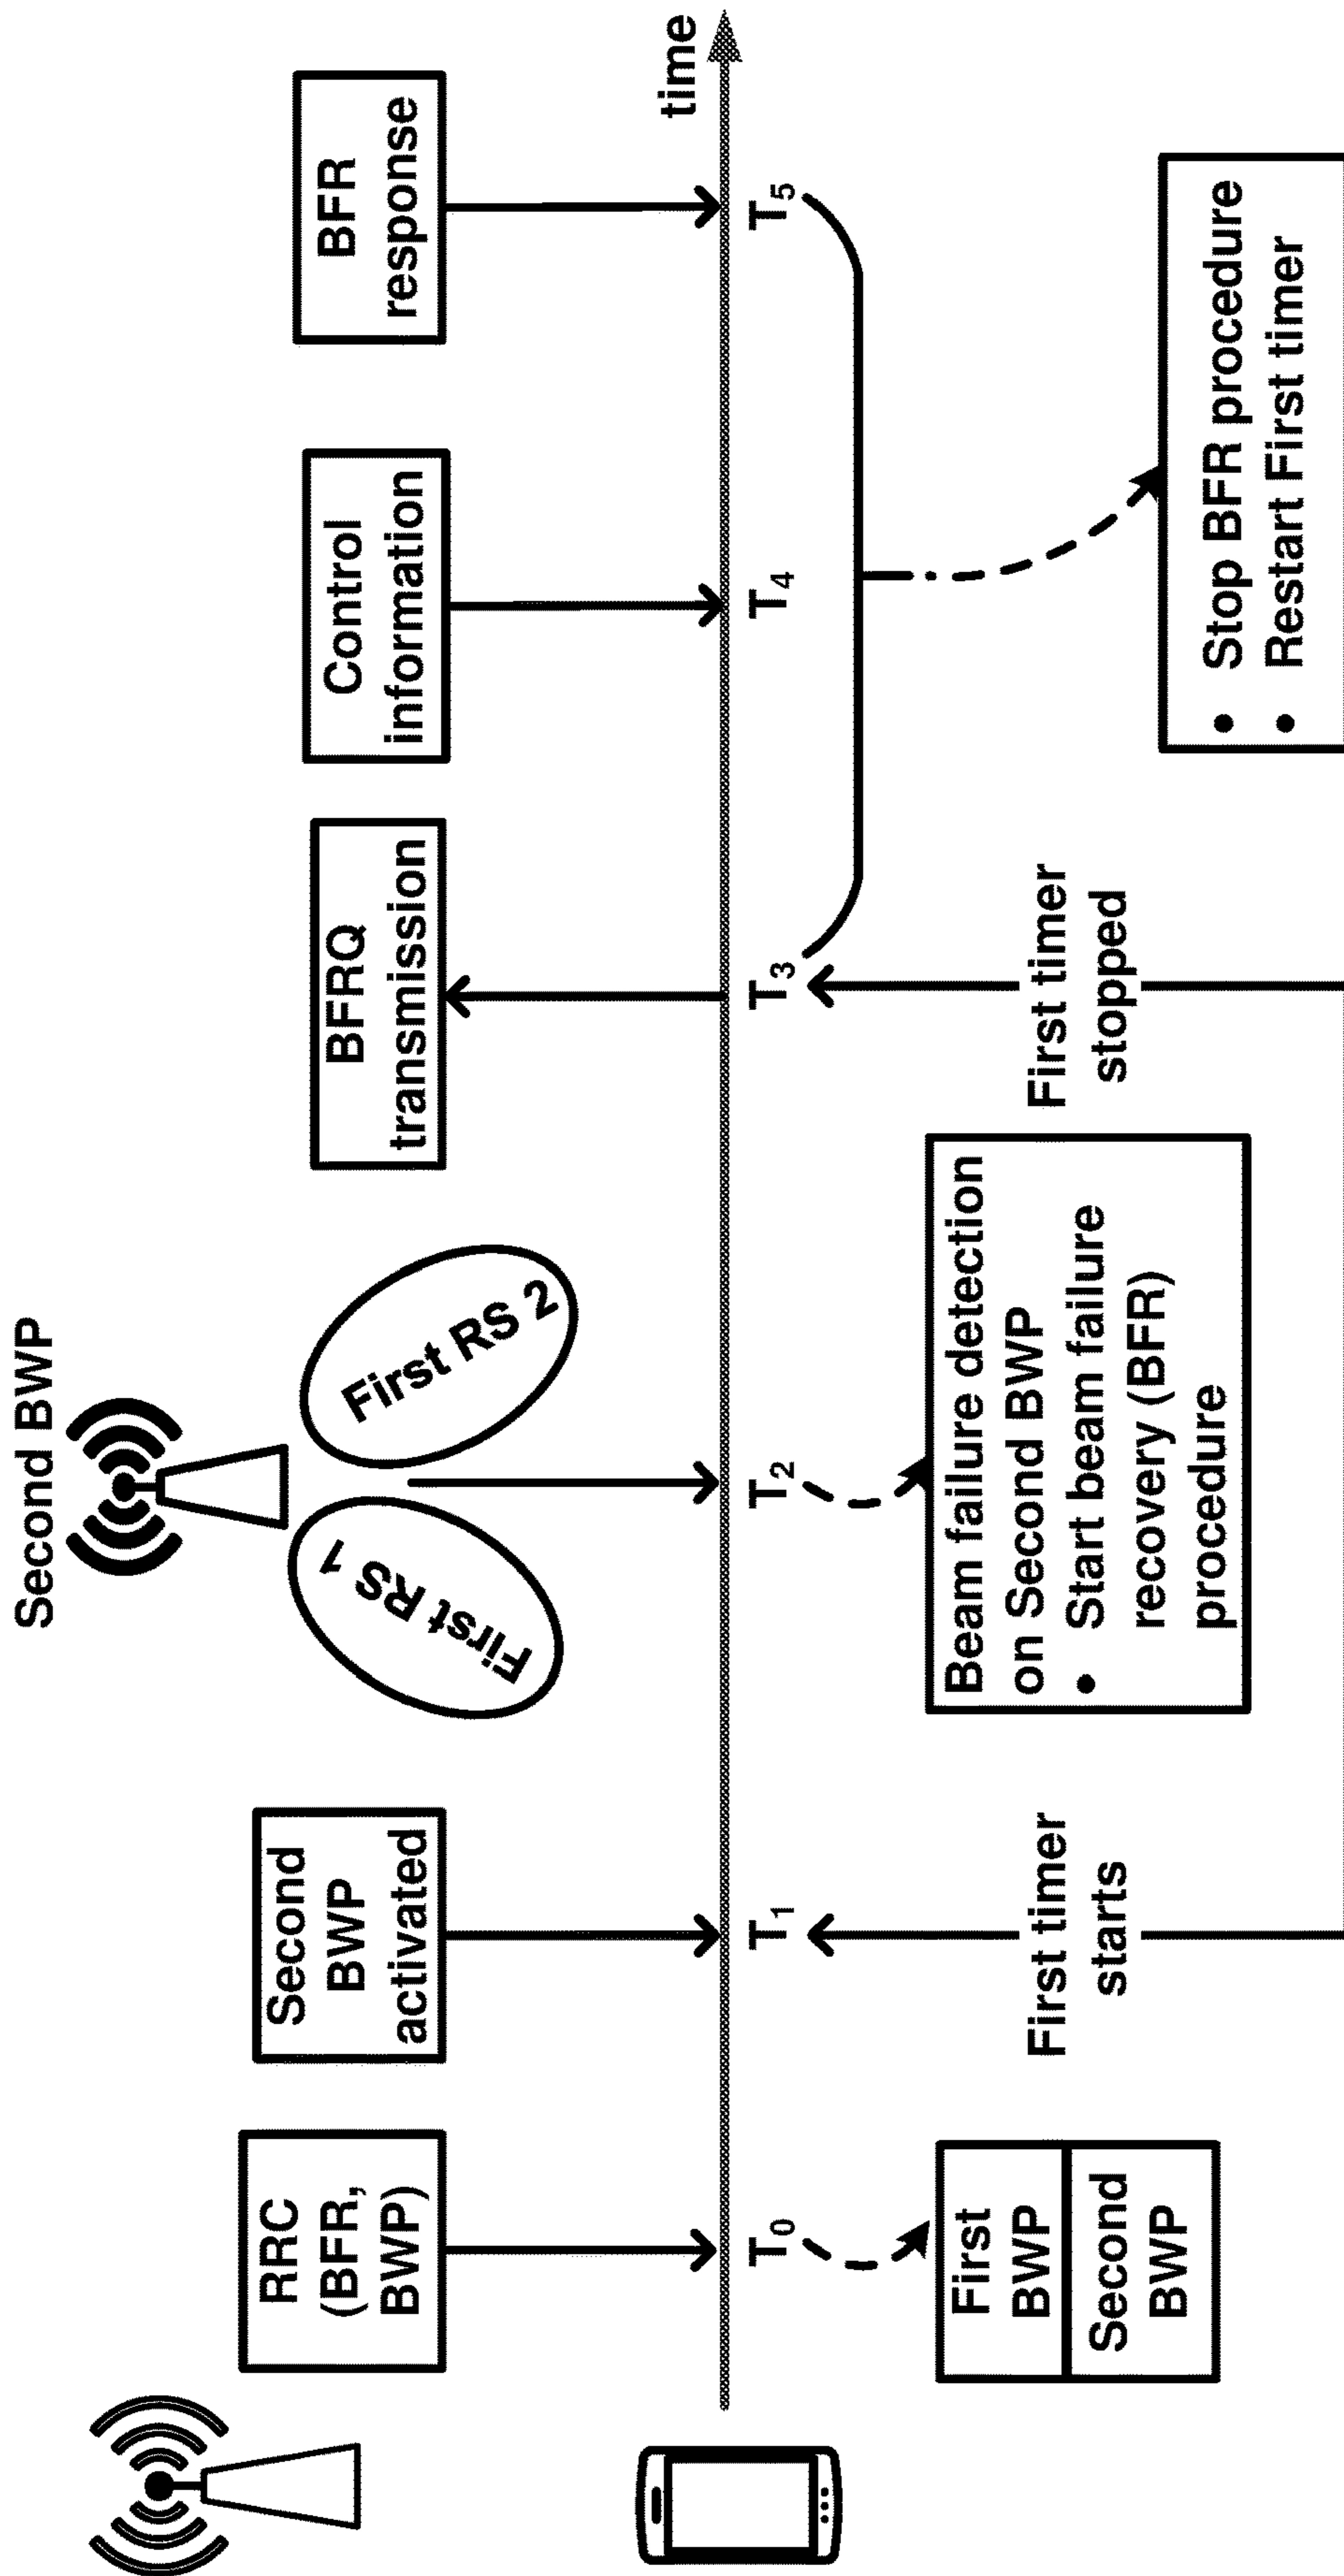 Second BWP
RRC
(BFR,
BWP)
Second
BWP
activated
First RS 1
First RS 2
BFRQ
transmission
Control
information
BFR
response
time
T0
T1
T2
T3
T4
T5
First
BWP
Second
BWP
First timer
starts
Beam failure detection
on Second BWP
• Start beam failure
recovery (BFR)
procedure
First timer
stopped
• Stop BFR procedure
• Restart First timer